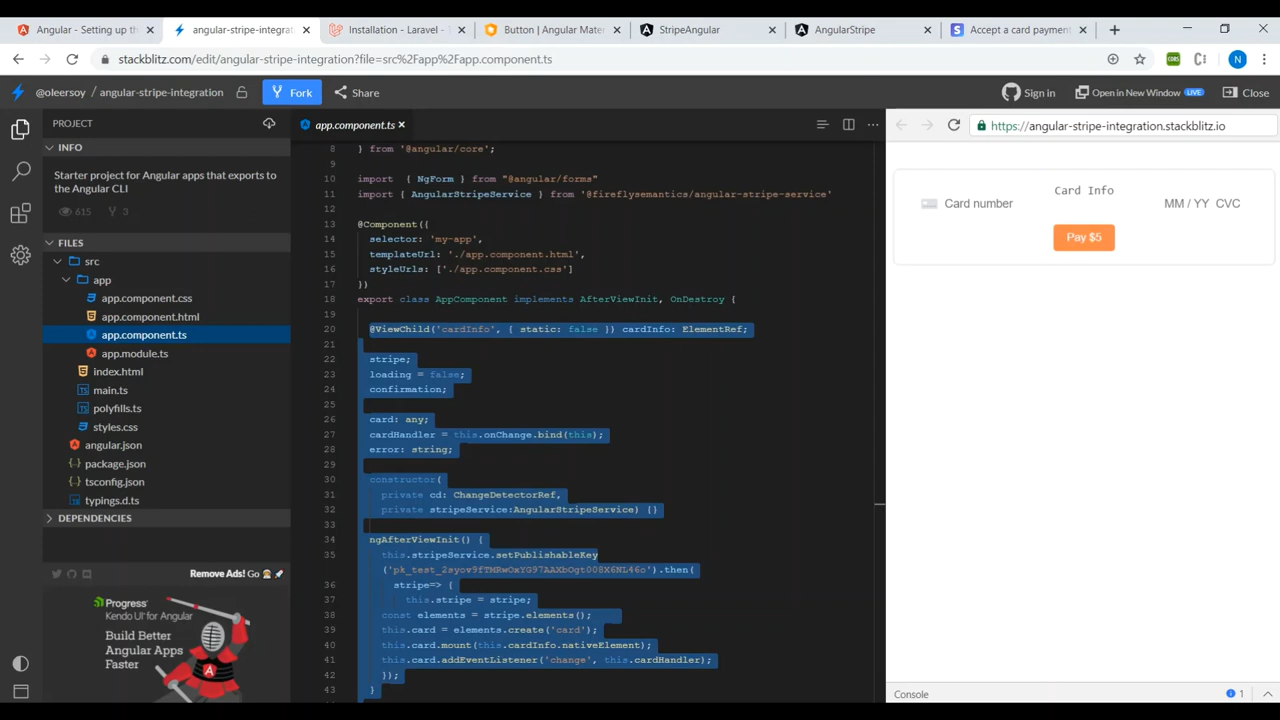 Angular - Setting up th
angular-stripe-integrat
Installation - Laravel -
Button | Angular Mater
StripeAngular
AngularStripe
Accept a card payment
stackblitz.com/edit/angular-stripe-integration?file=src%2Fapp%2Fapp.component.ts
N
@oleersoy / angular-stripe-integration
Fork
Share
Sign in
Open in New Window LIVE
Close
PROJECT
INFO
Starter project for Angular apps that exports to
the Angular CLI
615
3
FILES
src
app
app.component.css
app.component.html
app.component.ts
app.module.ts
index.html
main.ts
polyfills.ts
styles.css
angular.json
package.json
tsconfig.json
typings.d.ts
DEPENDENCIES
Remove Ads! Go
Progress
Kendo UI for Angular
Build Better
Angular Apps
Faster
app.component.ts
8 } from '@angular/core';
9
10 import { NgForm } from "@angular/forms"
11 import { AngularStripeService } from '@fireflysemantics/angular-stripe-service'
12
13 @Component({
14 selector: 'my-app',
15 templateUrl: './app.component.html',
16 styleUrls: ['./app.component.css']
17 })
18 export class AppComponent implements AfterViewInit, OnDestroy {
19
20 @ViewChild('cardInfo', { static: false }) cardInfo: ElementRef;
21
22 stripe;
23 loading = false;
24 confirmation;
25
26 card: any;
27 cardHandler = this.onChange.bind(this);
28 error: string;
29
30 constructor(
31 private cd: ChangeDetectorRef,
32 private stripeService:AngularStripeService) {}
33
34 ngAfterViewInit() {
35 this.stripeService.setPublishableKey
).then(
36 stripe=> {
37 this.stripe = stripe;
38 const elements = stripe.elements();
39 this.card = elements.create('card');
40 this.card.mount(this.cardInfo.nativeElement);
41 this.card.addEventListener('change', this.cardHandler);
42 });
43 }
https://angular-stripe-integration.stackblitz.io
Card Info
Card number
MM / YY CVC
Pay $5
Console
1